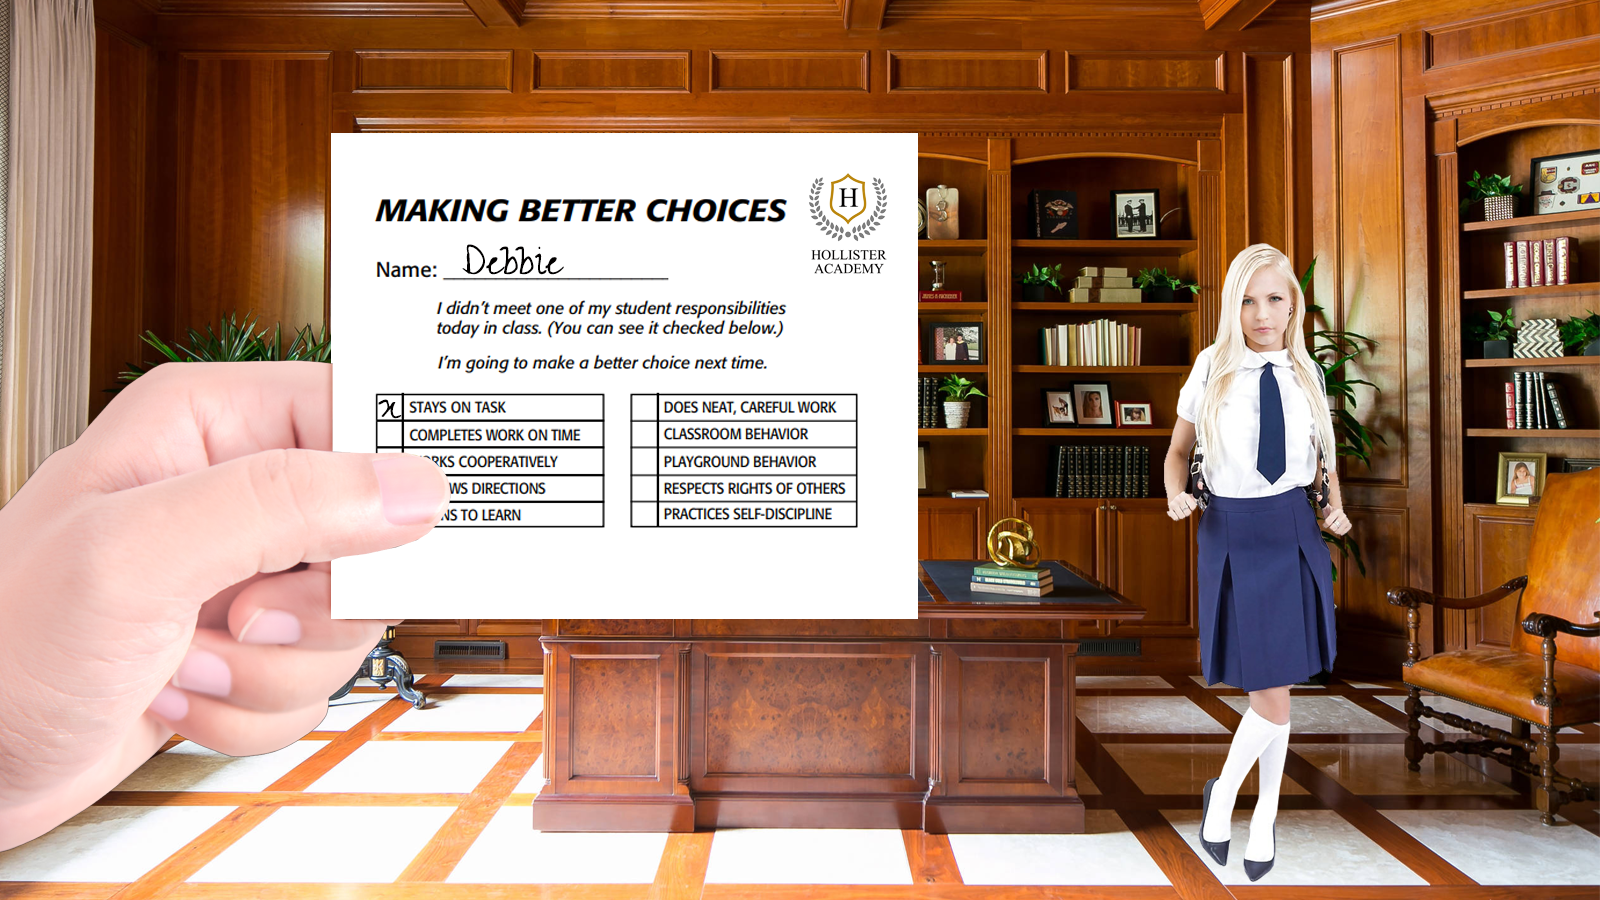 MAKING BETTER CHOICES
H
HOLLISTER
ACADEMY
Name: Debbie
I didn't meet one of my student responsibilities
today in class. (You can see it checked below.)
I'm going to make a better choice next time.
x STAYS ON TASK
COMPLETES WORK ON TIME
RKS COOPERATIVELY
WS DIRECTIONS
NS TO LEARN
DOES NEAT, CAREFUL WORK
CLASSROOM BEHAVIOR
PLAYGROUND BEHAVIOR
RESPECTS RIGHTS OF OTHERS
PRACTICES SELF-DISCIPLINE